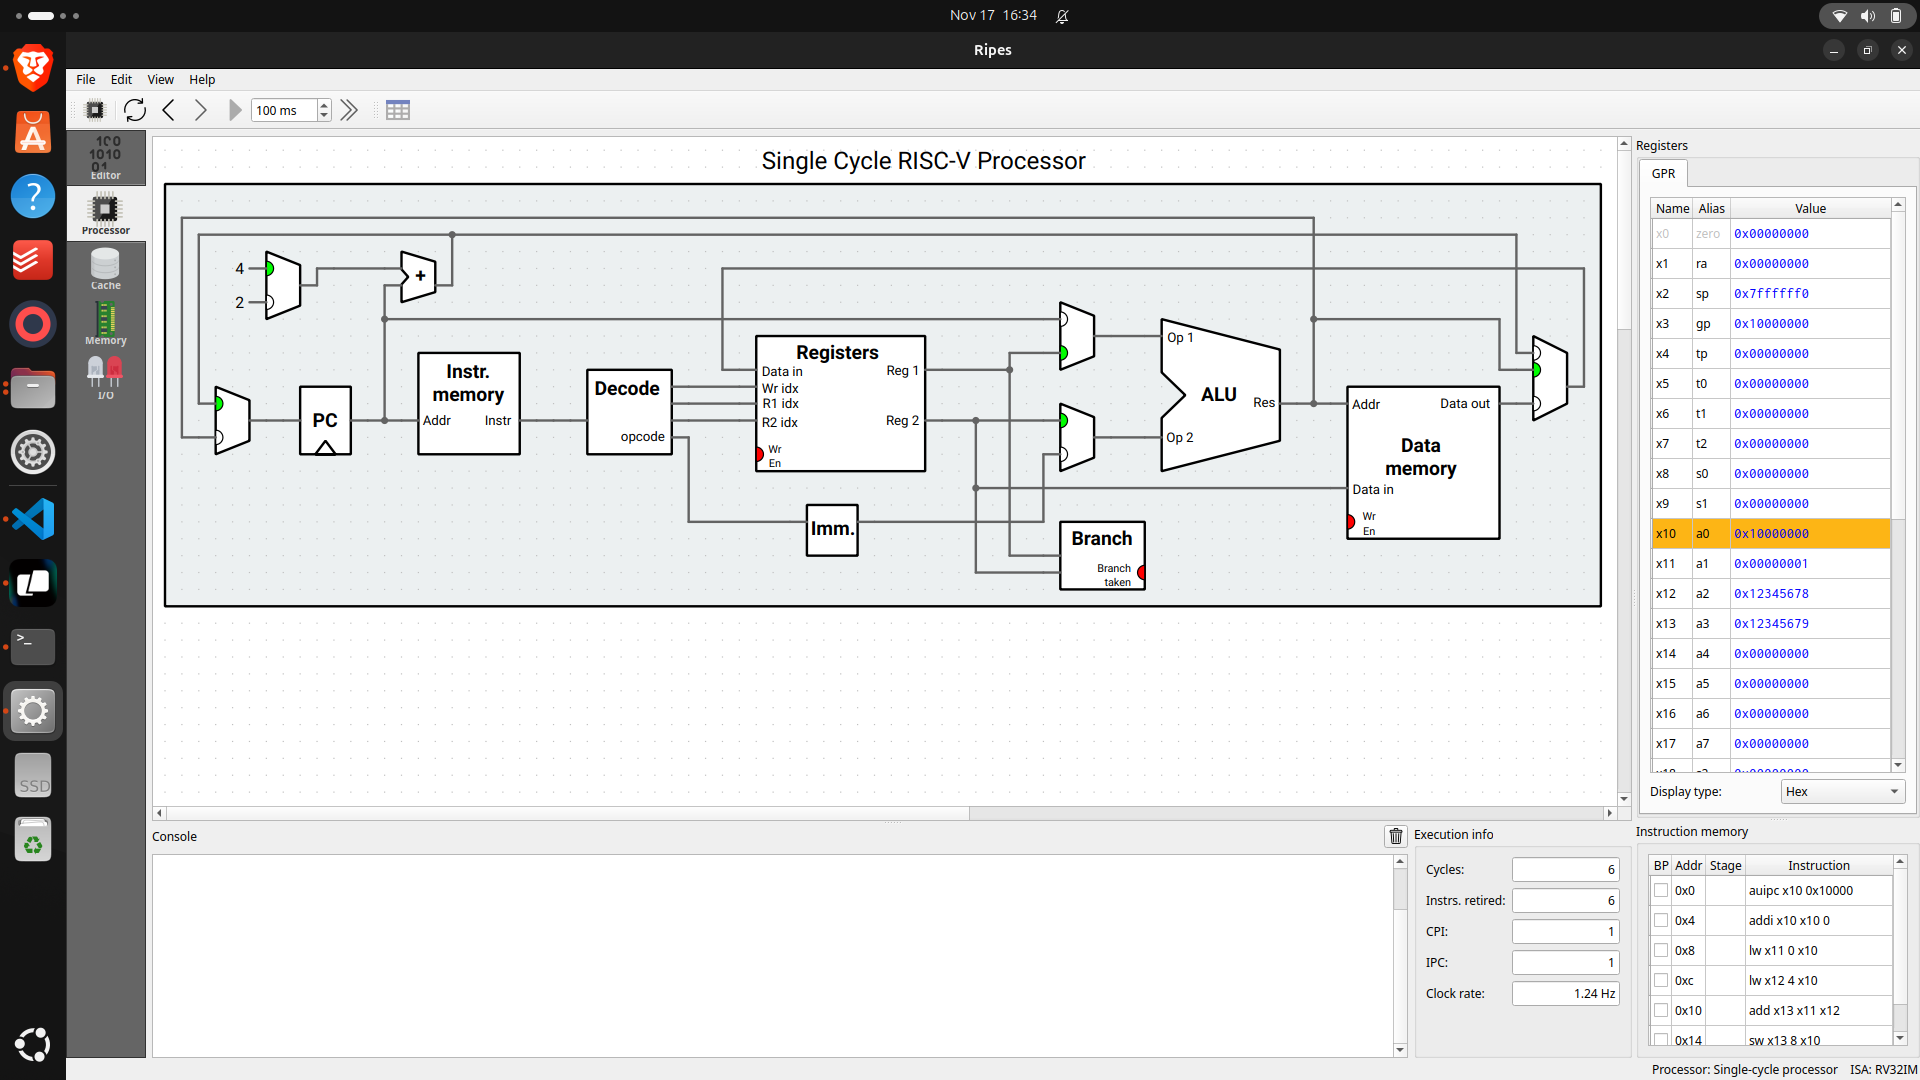 Nov 17 16:34
Ripes
File Edit View Help
100 ms
Editor
Processor
Cache
Memory
I/O
Single Cycle RISC-V Processor
4
2
+
PC
Instr.
memory
Addr Instr
Decode
opcode
Registers
Data in Reg 1
Wr idx
R1 idx
R2 idx Reg 2
Wr
En
Imm.
Op 1
ALU
Res
Op 2
Branch
Branch
taken
Addr Data out
Data
memory
Data in
Wr
En
Registers
GPR
Name Alias Value
x0 zero 0x00000000
x1 ra 0x00000000
x2 sp 0x7ffffff0
x3 gp 0x10000000
x4 tp 0x00000000
x5 t0 0x00000000
x6 t1 0x00000000
x7 t2 0x00000000
x8 s0 0x00000000
x9 s1 0x00000000
x10 a0 0x10000000
x11 a1 0x00000001
x12 a2 0x12345678
x13 a3 0x12345679
x14 a4 0x00000000
x15 a5 0x00000000
x16 a6 0x00000000
x17 a7 0x00000000
Display type: Hex
Console
Execution info
Cycles: 6
Instrs. retired: 6
CPI: 1
IPC: 1
Clock rate: 1.24 Hz
Instruction memory
BP Addr Stage Instruction
0x0 auipc x10 0x10000
0x4 addi x10 x10 0
0x8 lw x11 0 x10
0xc lw x12 4 x10
0x10 add x13 x11 x12
0x14 sw x13 8 x10
Processor: Single-cycle processor ISA: RV32IM
SSD